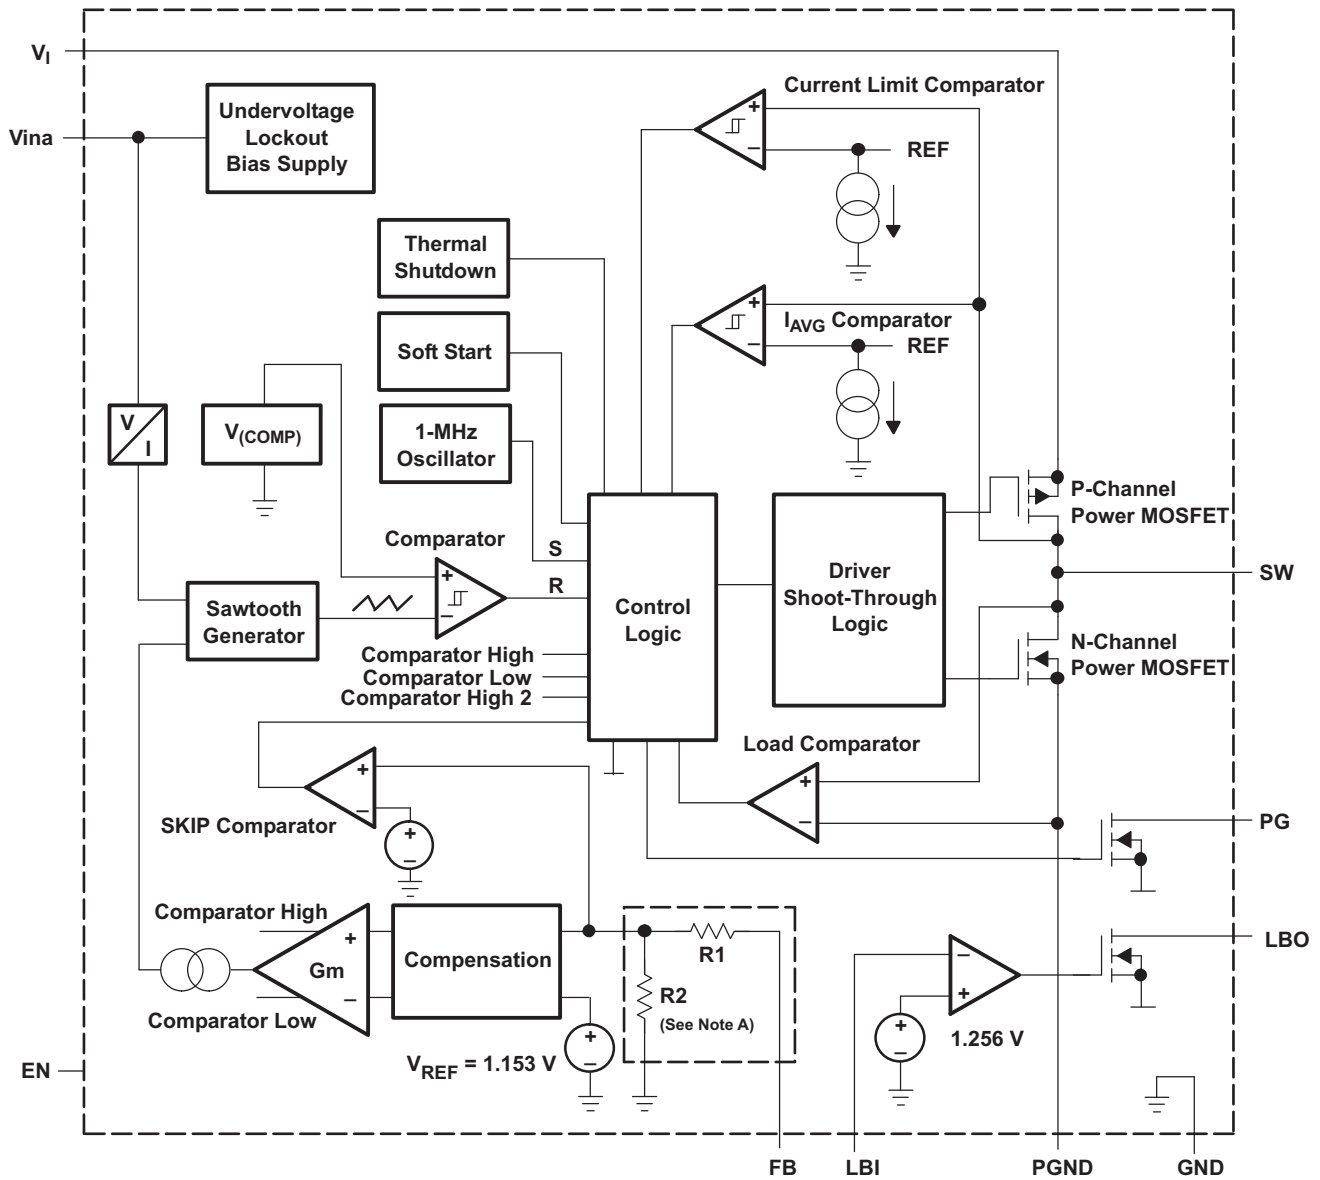 V_I
Current Limit Comparator
Undervoltage
Lockout
Bias Supply
Vina
+
−
REF
Thermal
Shutdown
+
−
I_AVG Comparator
REF
Soft Start
V
I
V(COMP)
1-MHz
Oscillator
P-Channel
Power MOSFET
Comparator
S
R
+
−
Sawtooth
Generator
Control
Logic
Driver
Shoot-Through
Logic
SW
N-Channel
Power MOSFET
Comparator High
Comparator Low
Comparator High 2
Load Comparator
+
−
+
−
SKIP Comparator
+
−
PG
Comparator High
+
Gm
−
Comparator Low
Compensation
R1
R2
(See Note A)
V_REF = 1.153 V
+
−
−
+
LBO
+
−
1.256 V
EN
FB
LBI
PGND
GND